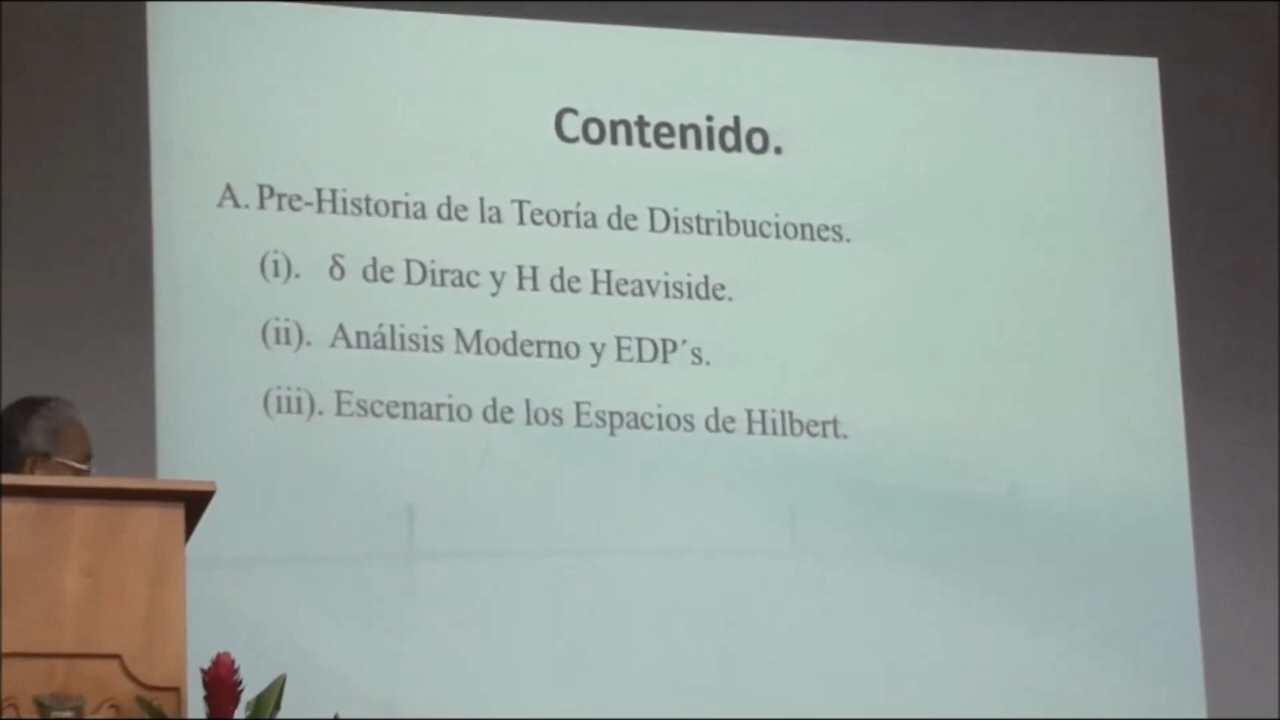 Contenido.
A. Pre-Historia de la Teoría de Distribuciones.
(i). δ de Dirac y H de Heaviside.
(ii). Análisis Moderno y EDP´s.
(iii). Escenario de los Espacios de Hilbert.